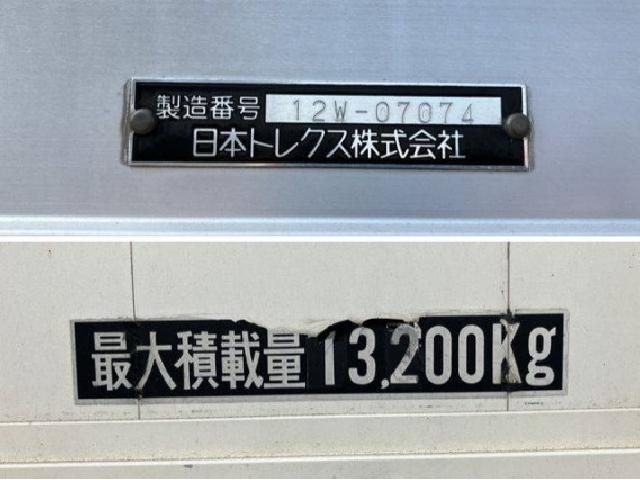 製造番号 12W-07074
日本トレクス株式会社
最大積載量 13,200Kg